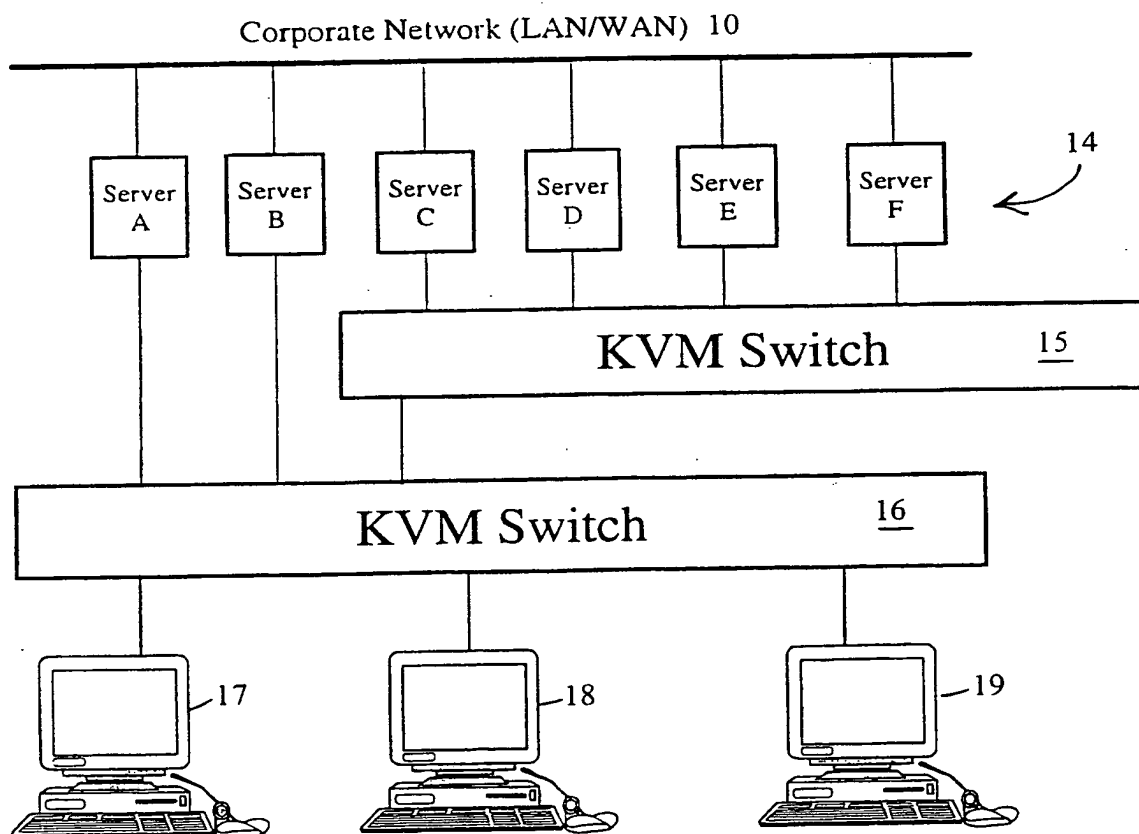 Corporate Network (LAN/WAN) 10
Server A
Server B
Server C
Server D
Server E
Server F
14
KVM Switch 15
KVM Switch 16
17
18
19